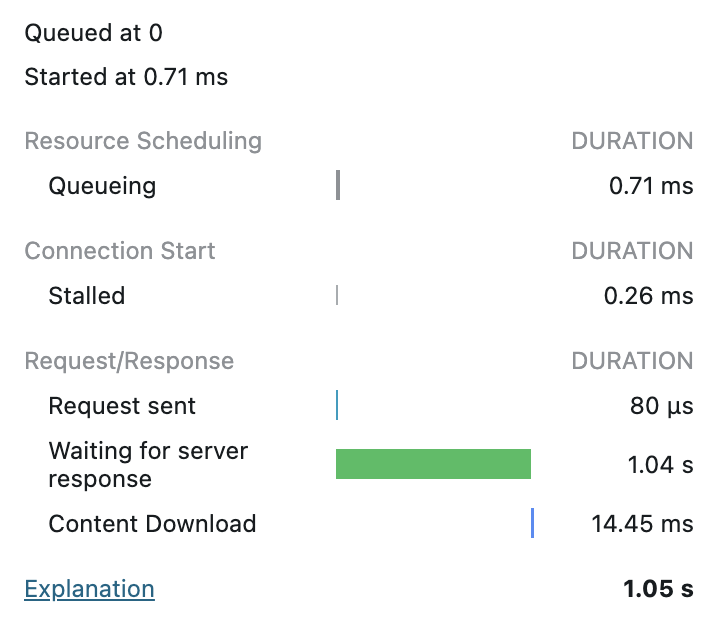 Queued at 0
Started at 0.71 ms
Resource Scheduling DURATION
Queueing 0.71 ms
Connection Start DURATION
Stalled 0.26 ms
Request/Response DURATION
Request sent 80 μs
Waiting for server
response 1.04 s
Content Download 14.45 ms
Explanation 1.05 s